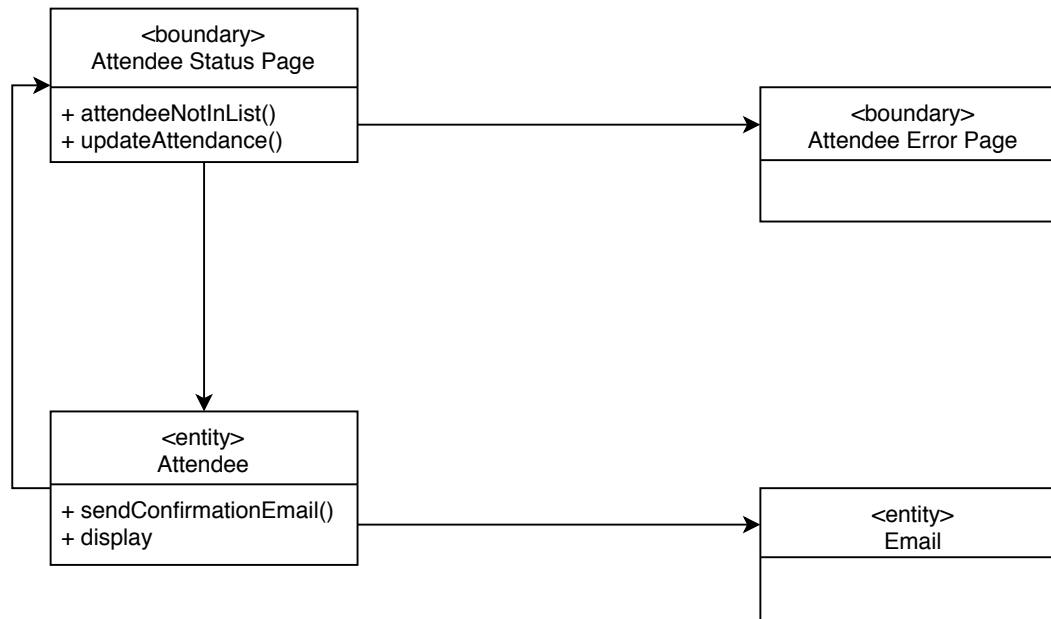 <boundary>
Attendee Status Page
+ attendeeNotInList()
+ updateAttendance()
<boundary>
Attendee Error Page
<entity>
Attendee
+ sendConfirmationEmail()
+ display
<entity>
Email